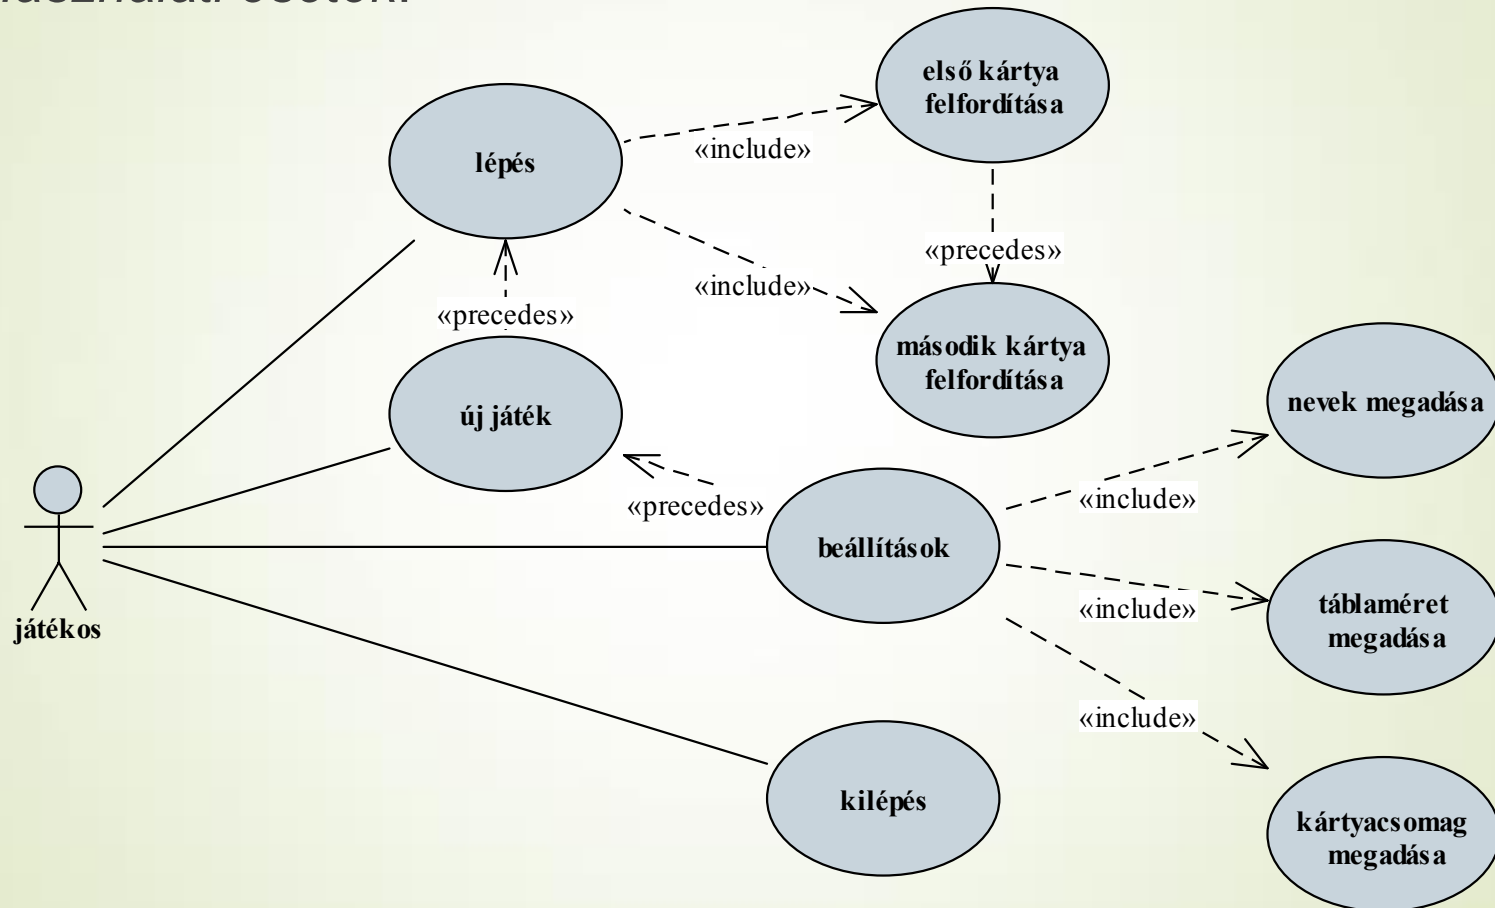 első kártya
felfordítása
lépés
«include»
«precedes»
«include»
«precedes»
második kártya
felfordítása
nevek megadása
új játék
«include»
«precedes»
beállítások
táblaméret
megadása
«include»
játékos
«include»
kilépés
kártyacsomag
megadása